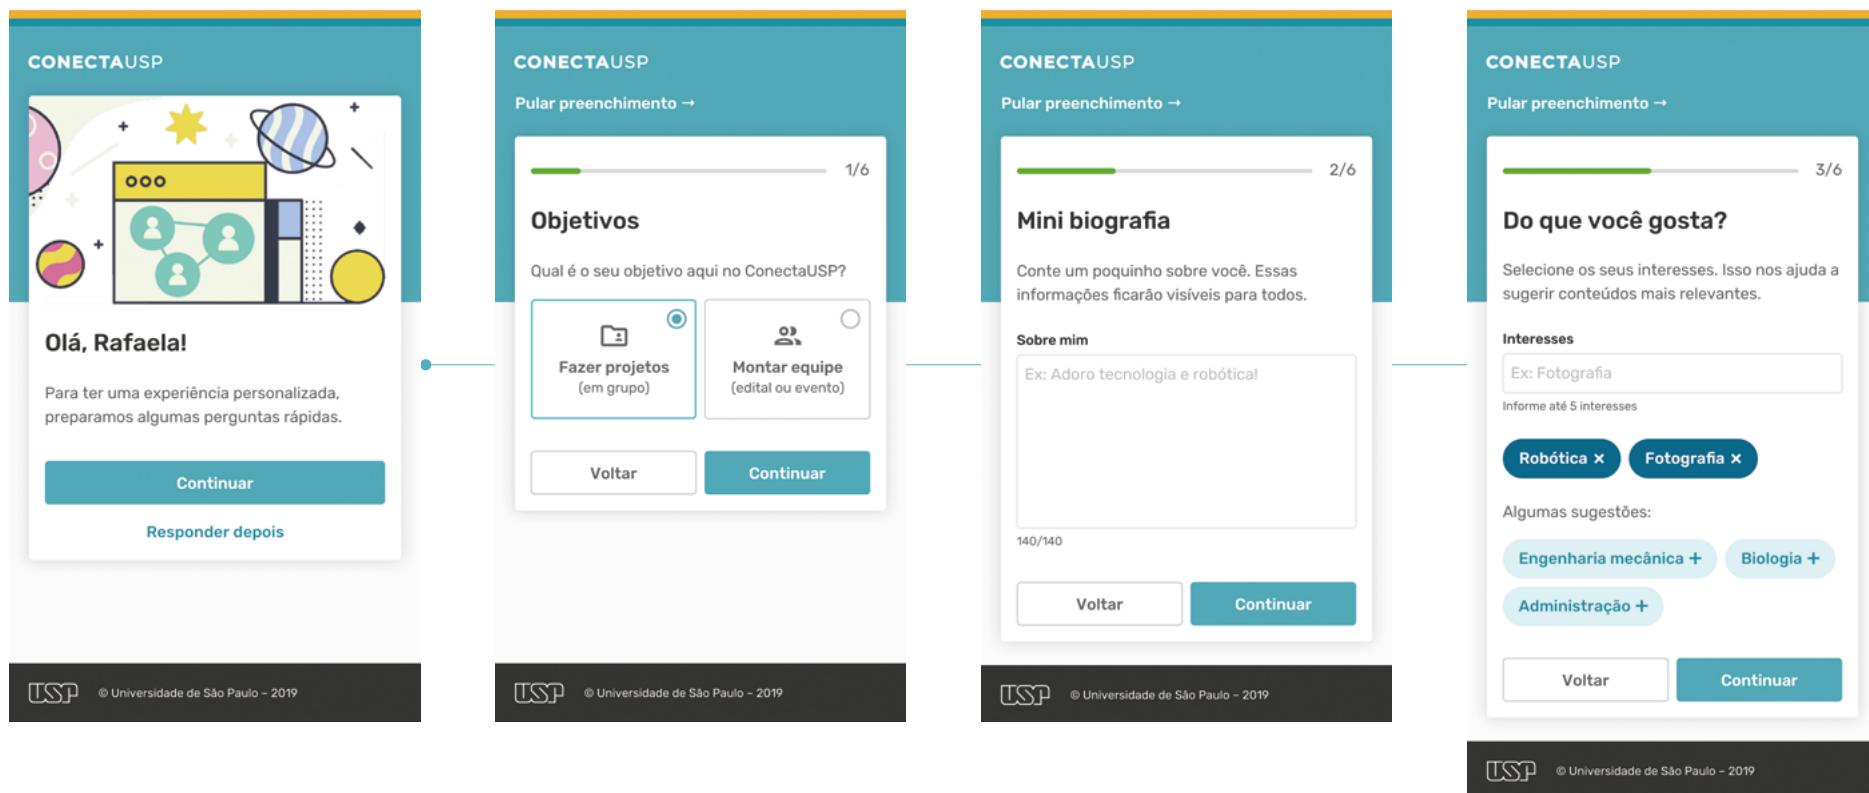 CONECTAUSP
Olá, Rafaela!
Para ter uma experiência personalizada,
preparamos algumas perguntas rápidas.
Continuar
Responder depois
USP © Universidade de São Paulo – 2019
CONECTAUSP
Pular preenchimento →
1/6
Objetivos
Qual é o seu objetivo aqui no ConectaUSP?
Fazer projetos
(em grupo)
Montar equipe
(edital ou evento)
Voltar
Continuar
USP © Universidade de São Paulo – 2019
CONECTAUSP
Pular preenchimento →
2/6
Mini biografia
Conte um poquinho sobre você. Essas
informações ficarão visíveis para todos.
Sobre mim
Ex: Adoro tecnologia e robótica!
140/140
Voltar
Continuar
USP © Universidade de São Paulo – 2019
CONECTAUSP
Pular preenchimento →
3/6
Do que você gosta?
Selecione os seus interesses. Isso nos ajuda a
sugerir conteúdos mais relevantes.
Interesses
Ex: Fotografia
Informe até 5 interesses
Robótica ×
Fotografia ×
Algumas sugestões:
Engenharia mecânica +
Biologia +
Administração +
Voltar
Continuar
USP © Universidade de São Paulo – 2019